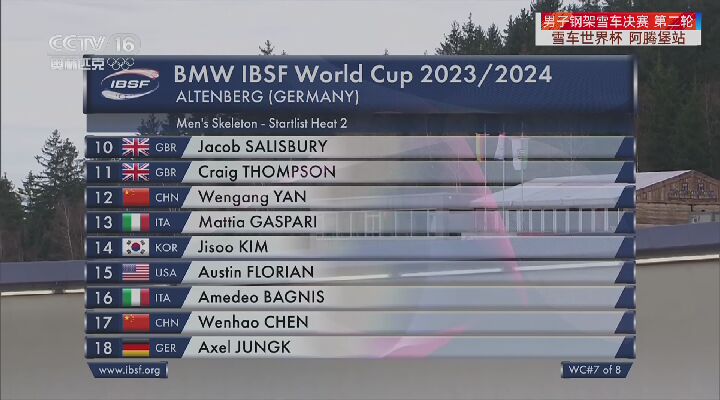 CCTV 16
奥林匹克
男子钢架雪车决赛 第二轮
雪车世界杯 阿腾堡站
IBSF
BMW IBSF World Cup 2023/2024
ALTENBERG (GERMANY)
Men's Skeleton - Startlist Heat 2
10 GBR Jacob SALISBURY
11 GBR Craig THOMPSON
12 CHN Wengang YAN
13 ITA Mattia GASPARI
14 KOR Jisoo KIM
15 USA Austin FLORIAN
16 ITA Amedeo BAGNIS
17 CHN Wenhao CHEN
18 GER Axel JUNGK
www.ibsf.org
WC#7 of 8